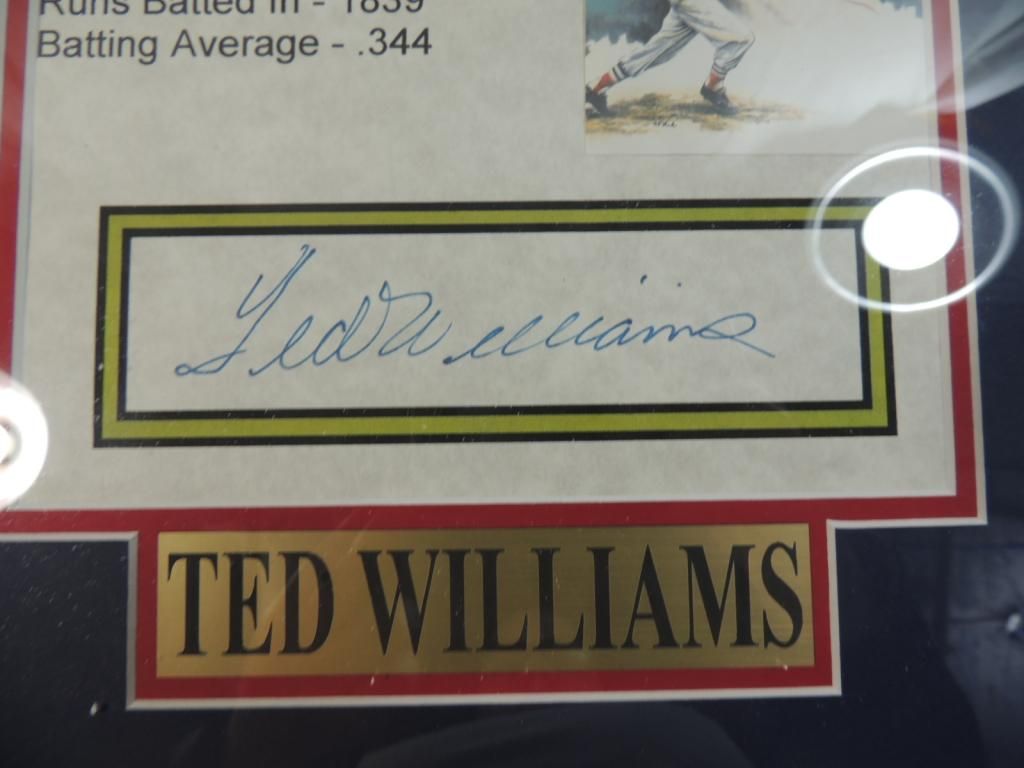 Runs Batted In - 1839
Batting Average - .344
Ted Williams
TED WILLIAMS